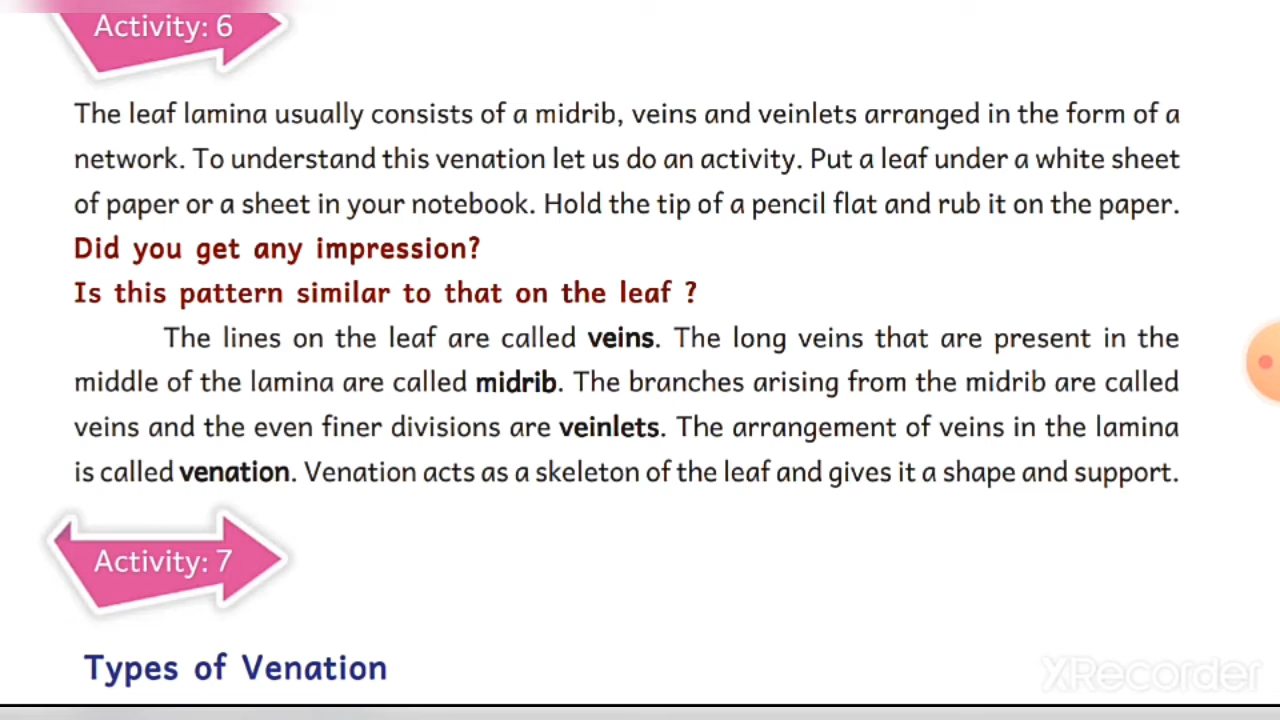 Activity: 6
The leaf lamina usually consists of a midrib, veins and veinlets arranged in the form of a
network. To understand this venation let us do an activity. Put a leaf under a white sheet
of paper or a sheet in your notebook. Hold the tip of a pencil flat and rub it on the paper.
Did you get any impression?
Is this pattern similar to that on the leaf ?
The lines on the leaf are called veins. The long veins that are present in the
middle of the lamina are called midrib. The branches arising from the midrib are called
veins and the even finer divisions are veinlets. The arrangement of veins in the lamina
is called venation. Venation acts as a skeleton of the leaf and gives it a shape and support.
Activity: 7
Types of Venation
XRecorder